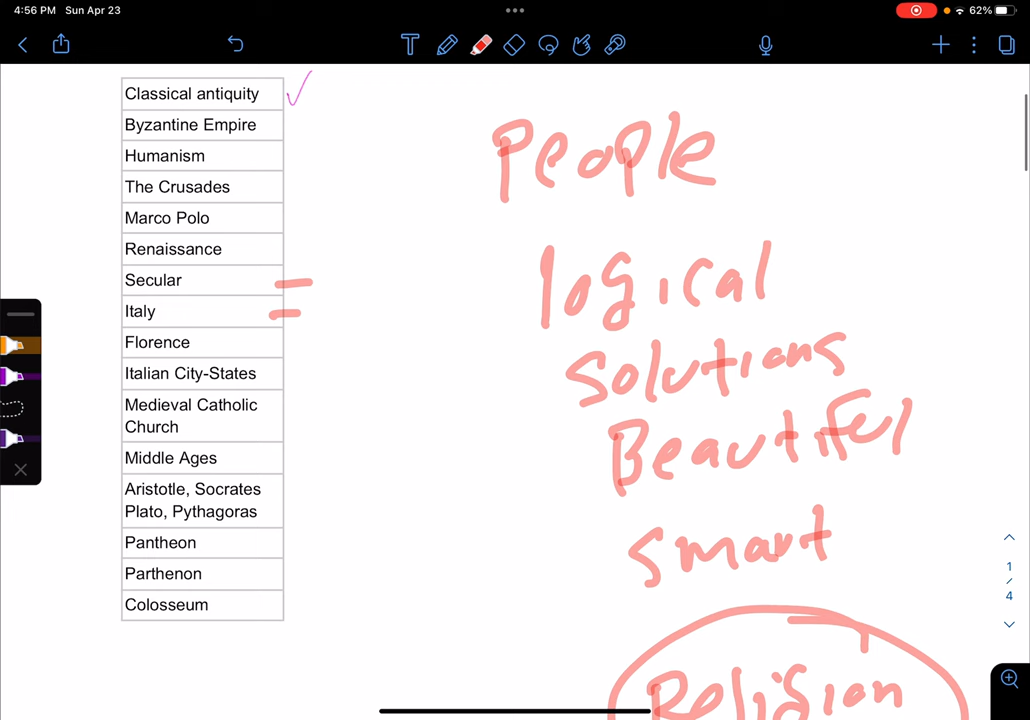 4:56 PM Sun Apr 23
62%
Classical antiquity
Byzantine Empire
Humanism
The Crusades
Marco Polo
Renaissance
Secular
Italy
Florence
Italian City-States
Medieval Catholic
Church
Middle Ages
Aristotle, Socrates
Plato, Pythagoras
Pantheon
Parthenon
Colosseum
People
logical
solutions
Beautiful
smart
Religion
1
/
4